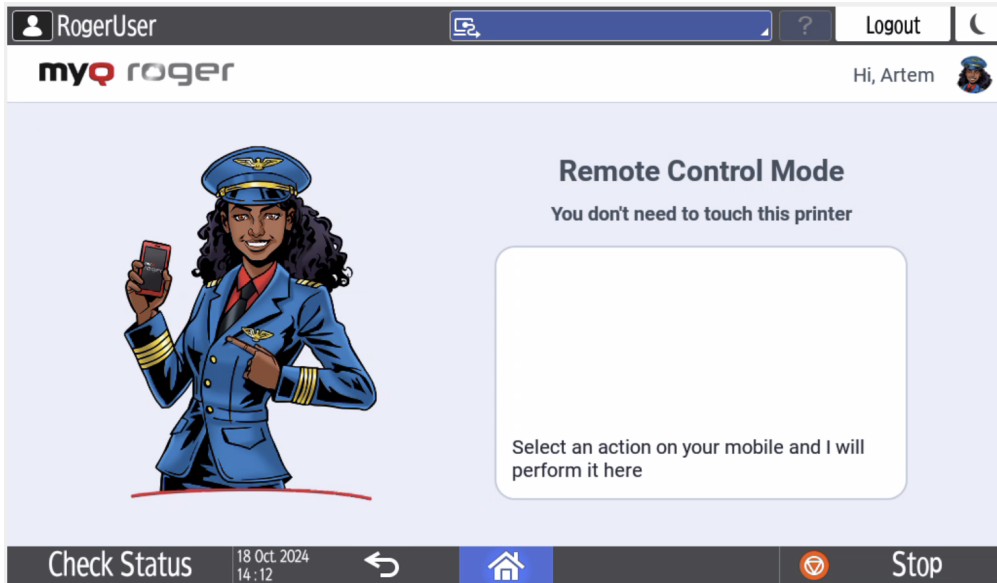 RogerUser
?
Logout
myQ roger
Hi, Artem
Remote Control Mode
You don't need to touch this printer
Select an action on your mobile and I will
perform it here
Check Status
18 Oct. 2024
14:12
Stop